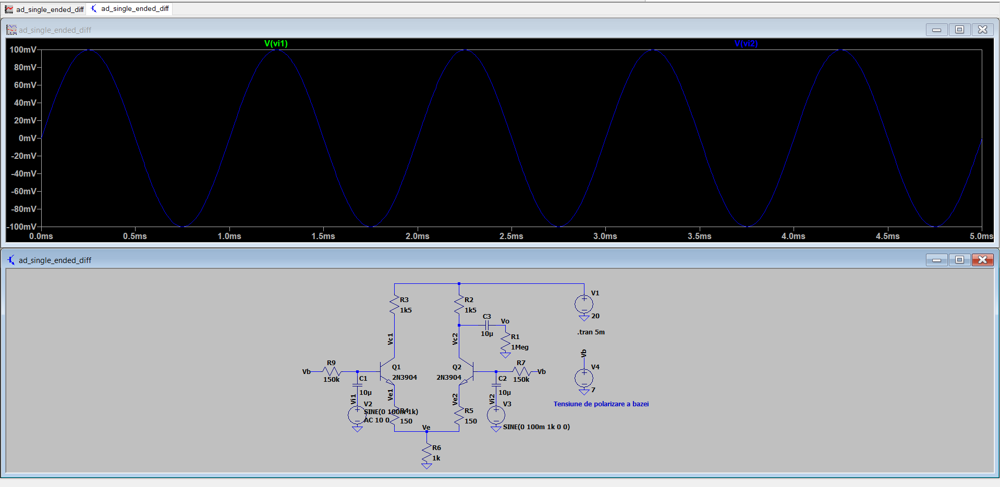 ad_single_ended_diff
ad_single_ended_diff
ad_single_ended_diff
V(vi1)
V(vi2)
100mV
80mV
60mV
40mV
20mV
0mV
-20mV
-40mV
-60mV
-80mV
-100mV
0.0ms
0.5ms
1.0ms
1.5ms
2.0ms
2.5ms
3.0ms
3.5ms
4.0ms
4.5ms
5.0ms
ad_single_ended_diff
R3
1k5
R2
1k5
V1
20
.tran 5m
C3
10µ
Vo
R1
1Meg
Vc1
Vc2
Vb
R9
150k
Q1
2N3904
Q2
2N3904
R7
150k
Vb
Vb
V4
7
Tensiune de polarizare a bazei
C1
10µ
C2
10µ
Vi1
V2
SINE(0 100m 1k)
AC 10 0
Ve1
R4
150
Ve2
R5
150
Vi2
V3
SINE(0 100m 1k 0 0)
Ve
R6
1k